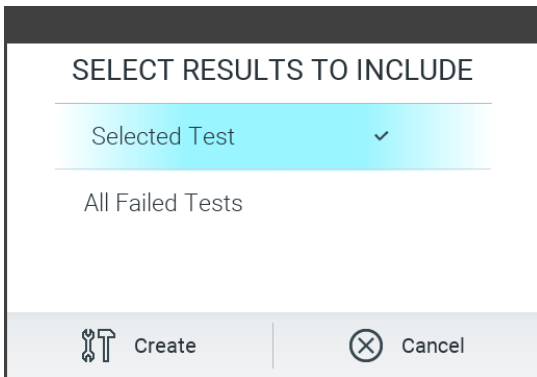 SELECT RESULTS TO INCLUDE
Selected Test
All Failed Tests
Create
Cancel